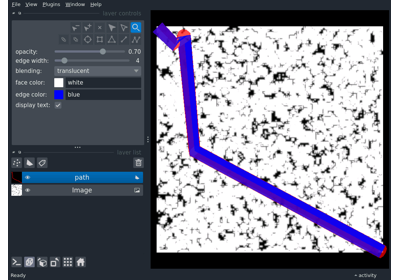 File View Plugins Window Help
layer controls
opacity: 0.70
edge width: 4
blending: translucent
face color: white
edge color: blue
display text:
layer list
path
Image
Ready
activity